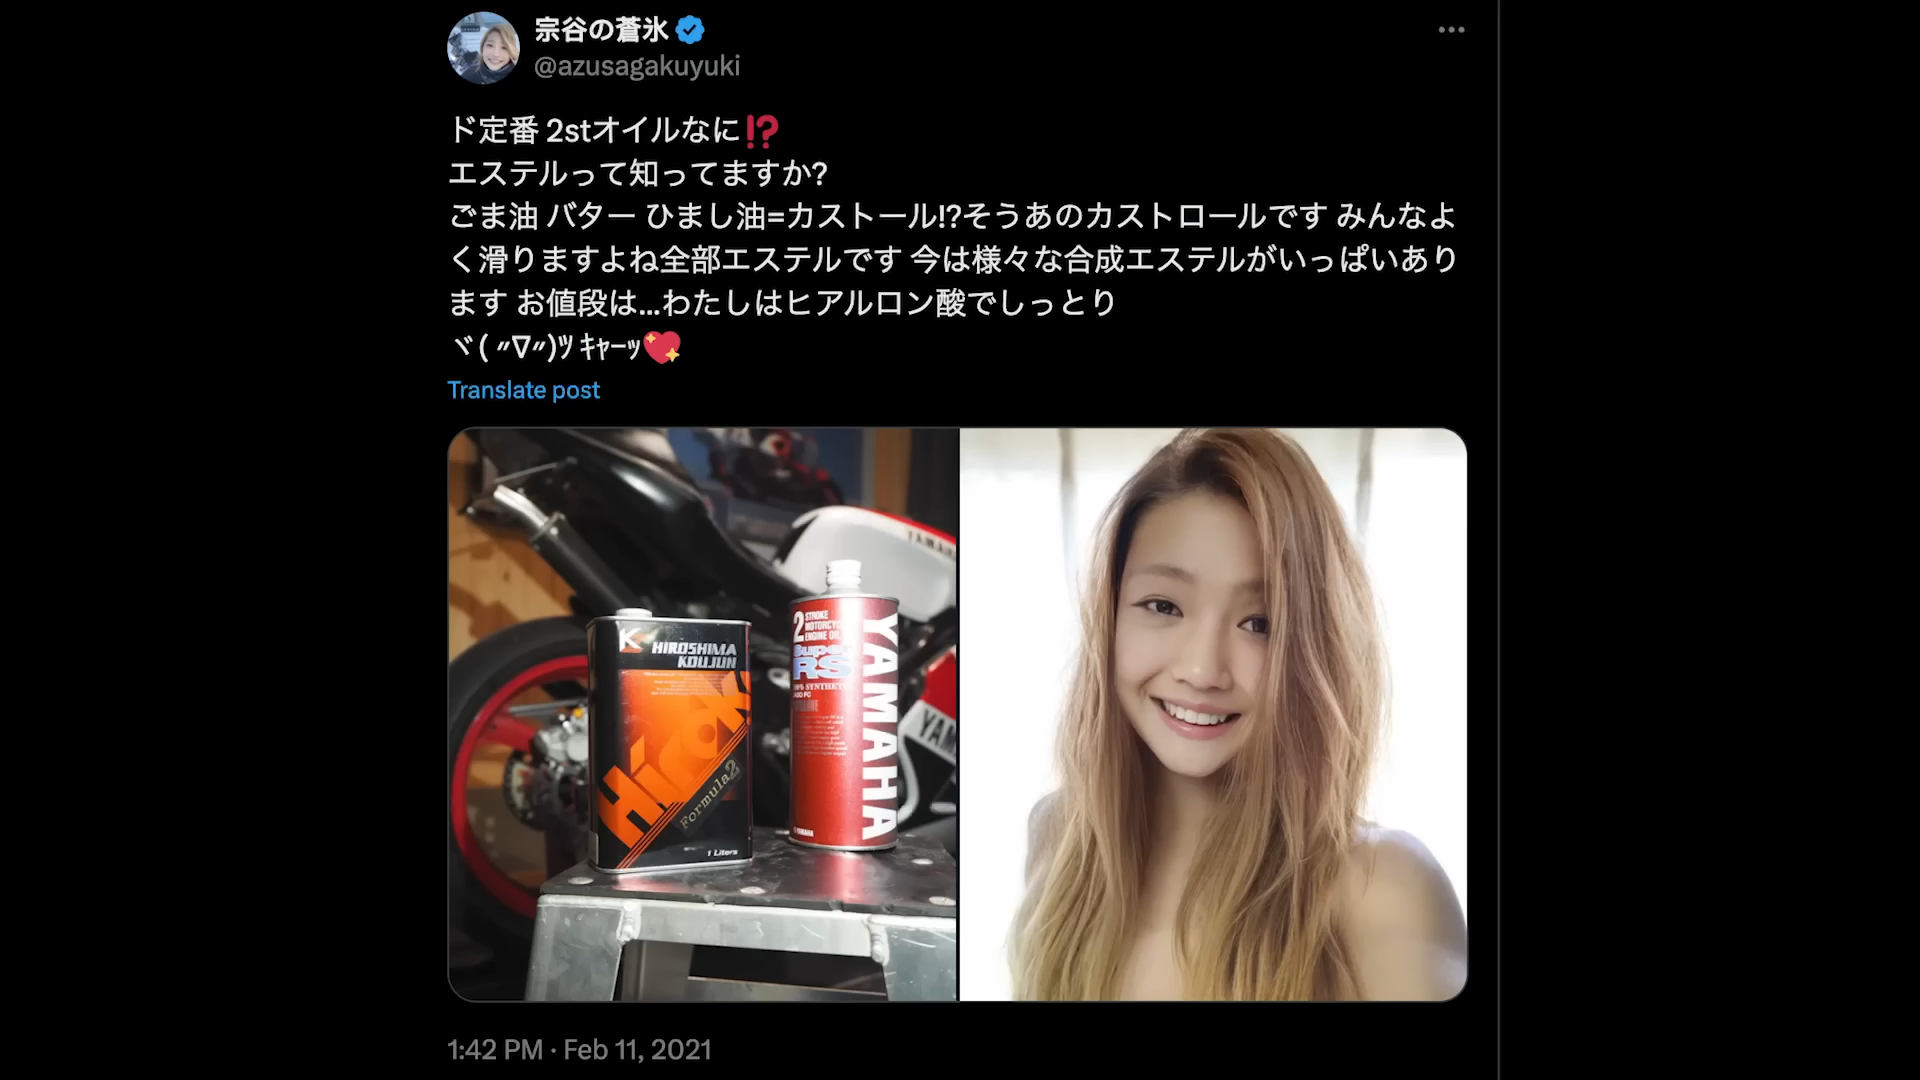 宗谷の蒼氷
@azusagakuyuki
ド定番 2stオイルなに⁉️
エステルって知ってますか?
ごま油 バター ひまし油=カストール!?そうあのカストロールです みんなよ
く滑りますよね全部エステルです 今は様々な合成エステルがいっぱいあり
ます お値段は...わたしはヒアルロン酸でしっとり
ヾ( 〃∇〃)ﾂ ｷｬｰｯ💖
Translate post
YAMAHA
K HIROSHIMA
KOUJUN
Hirok
Formula2
1 Liters
2 STROKE
MOTORCYC
ENGINE OIL
Super
RS
YAMAHA
YAMAHA
YAM
1:42 PM · Feb 11, 2021